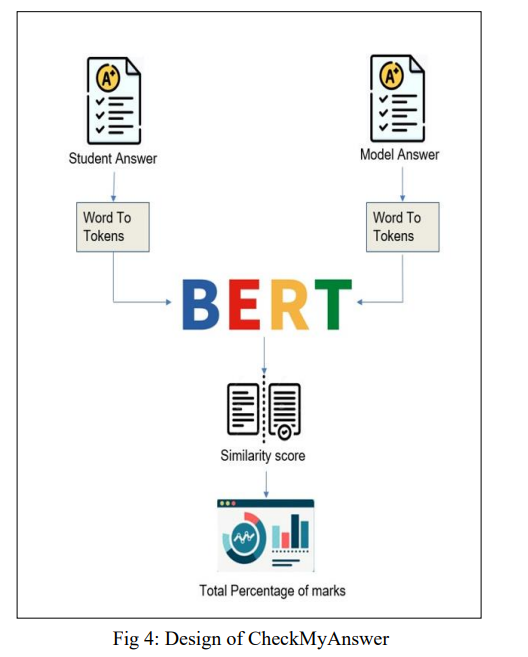 A+
A+
Student Answer
Model Answer
Word To
Tokens
Word To
Tokens
BERT
Similarity score
Total Percentage of marks
Fig 4: Design of CheckMyAnswer